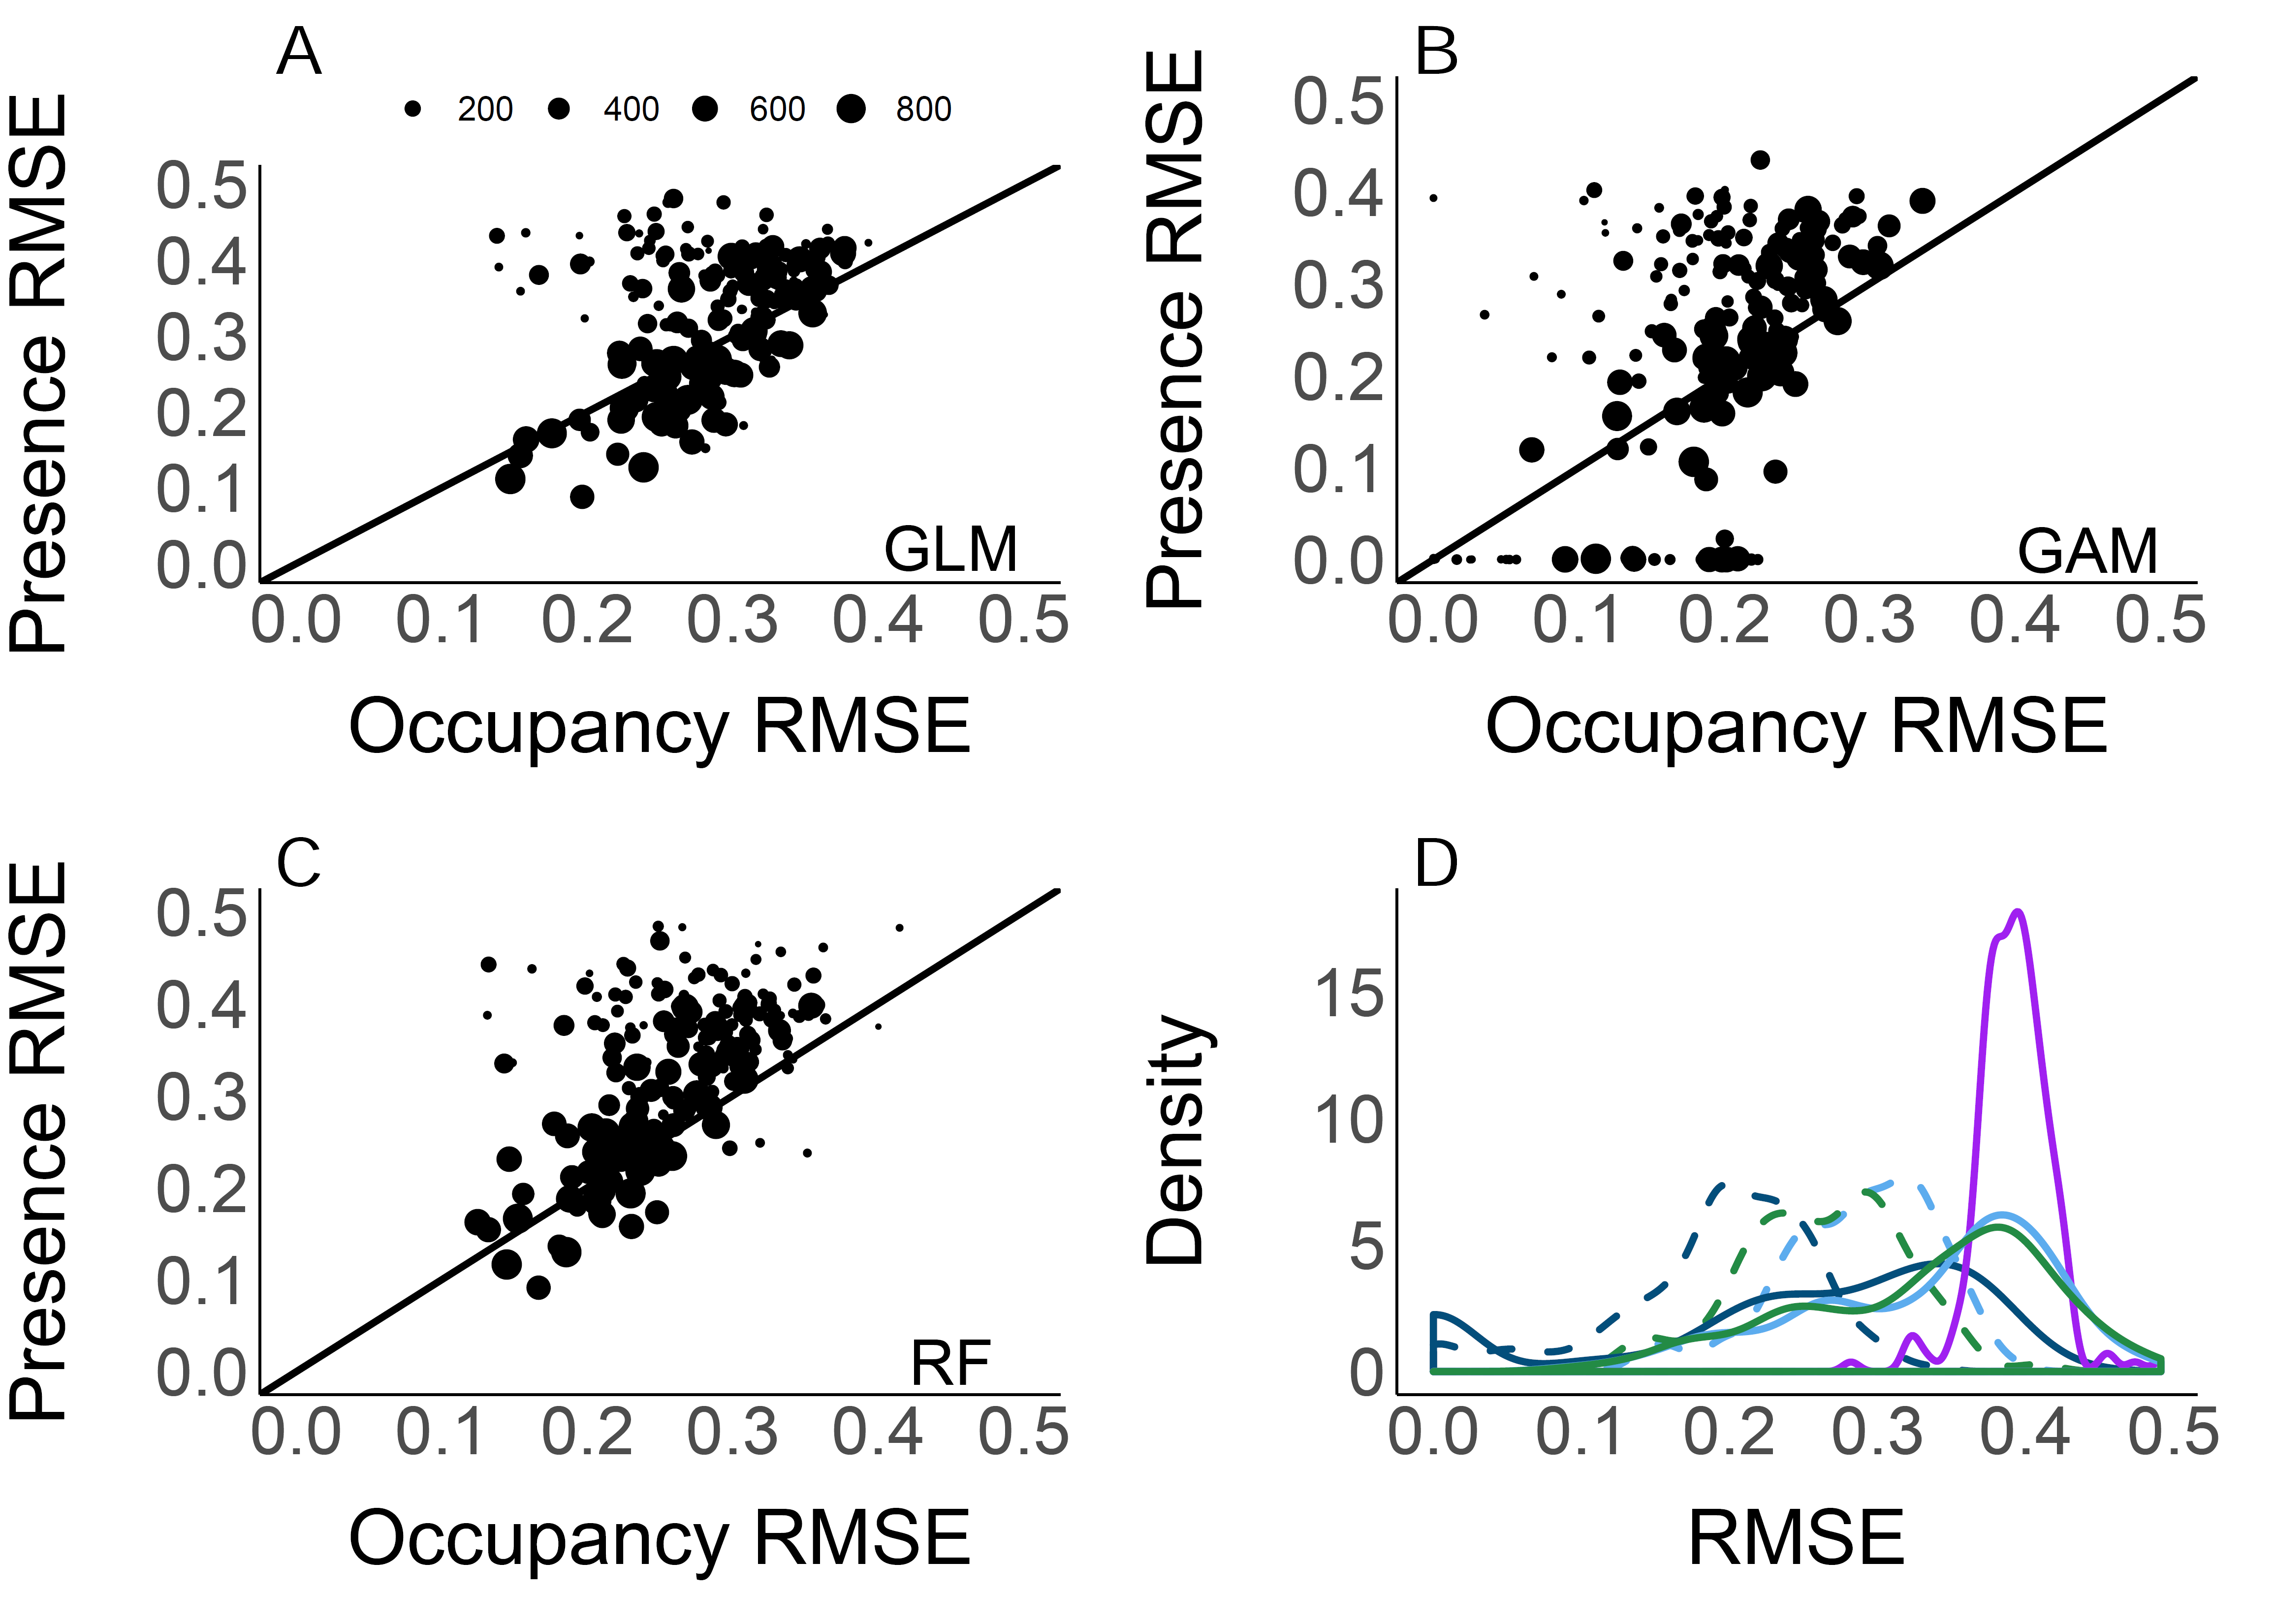 A
200 400 600 800
Presence RMSE
0.5
0.4
0.3
0.2
0.1
0.0
GLM
0.0 0.1 0.2 0.3 0.4 0.5
Occupancy RMSE
B
Presence RMSE
0.5
0.4
0.3
0.2
0.1
0.0
GAM
0.0 0.1 0.2 0.3 0.4 0.5
Occupancy RMSE
C
Presence RMSE
0.5
0.4
0.3
0.2
0.1
0.0
RF
0.0 0.1 0.2 0.3 0.4 0.5
Occupancy RMSE
D
Density
15
10
5
0
0.0 0.1 0.2 0.3 0.4 0.5
RMSE